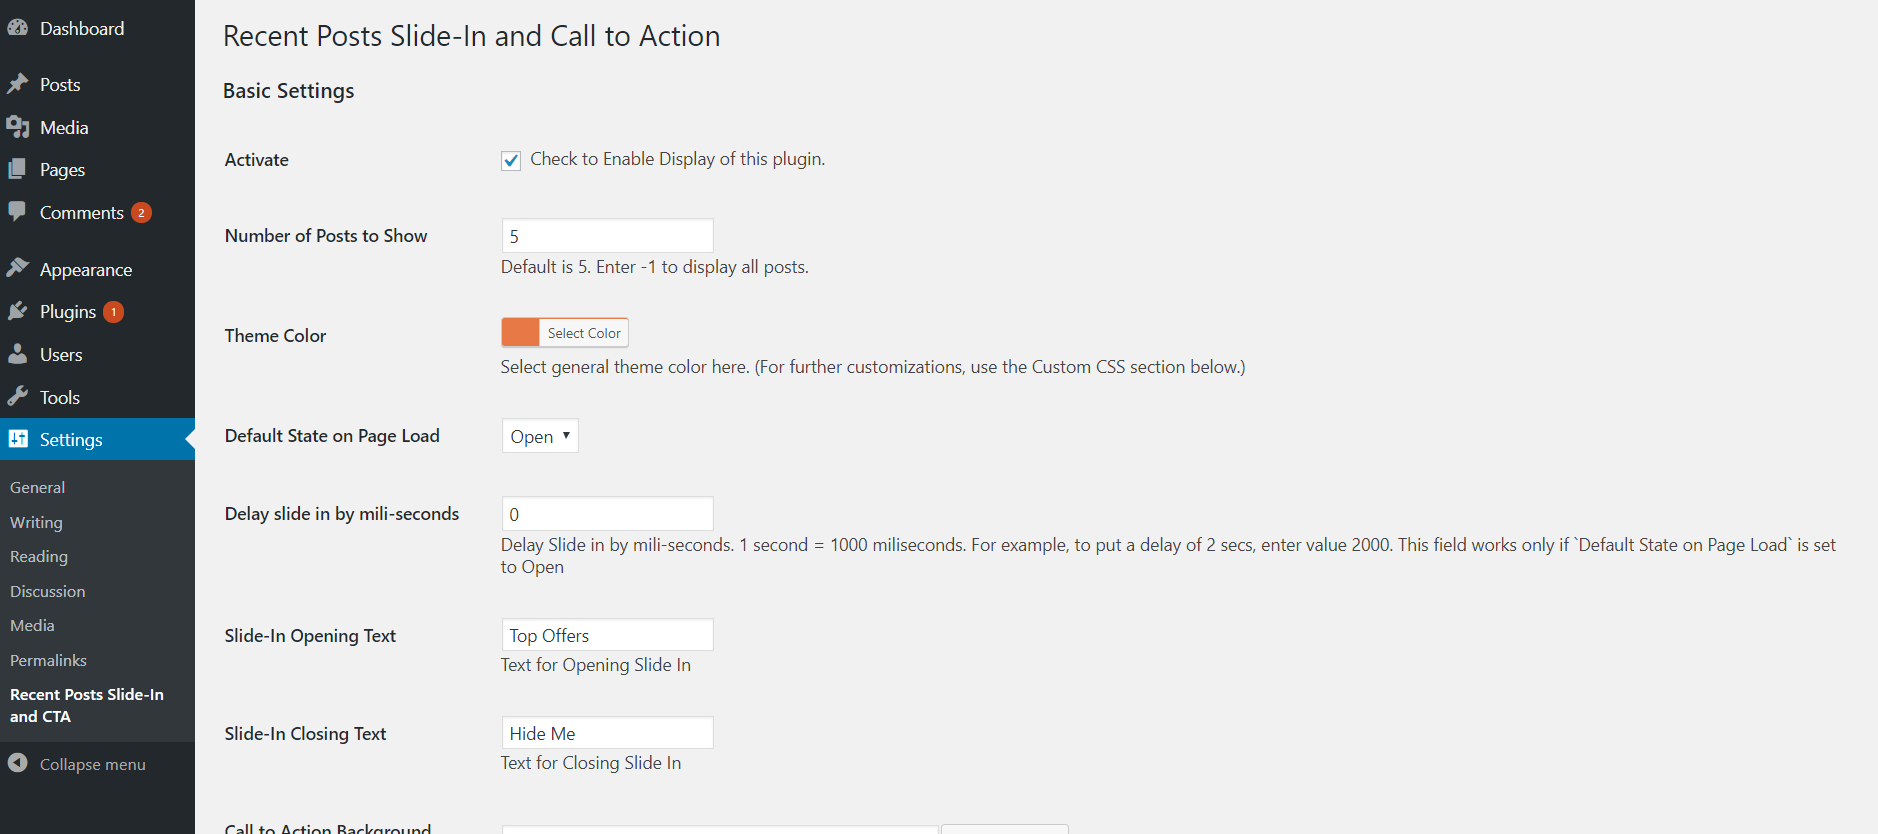 Dashboard
Posts
Media
Pages
Comments 2
Appearance
Plugins 1
Users
Tools
Settings
General
Writing
Reading
Discussion
Media
Permalinks
Recent Posts Slide-In
and CTA
Collapse menu
Recent Posts Slide-In and Call to Action
Basic Settings
Activate
Check to Enable Display of this plugin.
Number of Posts to Show
5
Default is 5. Enter -1 to display all posts.
Theme Color
Select Color
Select general theme color here. (For further customizations, use the Custom CSS section below.)
Default State on Page Load
Open
Delay slide in by mili-seconds
0
Delay Slide in by mili-seconds. 1 second = 1000 miliseconds. For example, to put a delay of 2 secs, enter value 2000. This field works only if `Default State on Page Load` is set
to Open
Slide-In Opening Text
Top Offers
Text for Opening Slide In
Slide-In Closing Text
Hide Me
Text for Closing Slide In
Call to Action Background